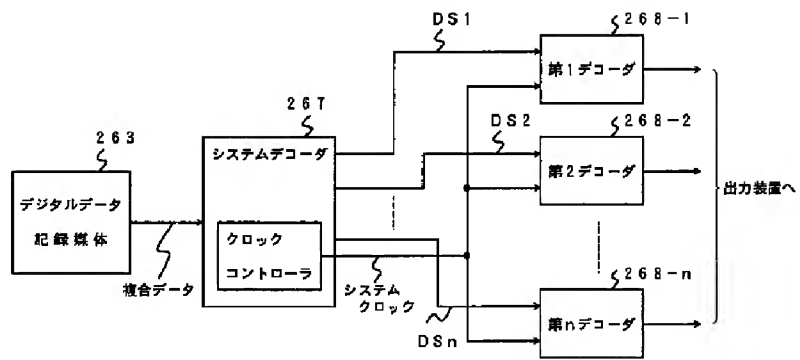 DS1
268-1
第1デコーダ
267
263
システムデコーダ
DS2
268-2
第2デコーダ
出力装置へ
デジタルデータ
記録媒体
複合データ
クロック
コントローラ
システム
クロック
268-n
第nデコーダ
DSn